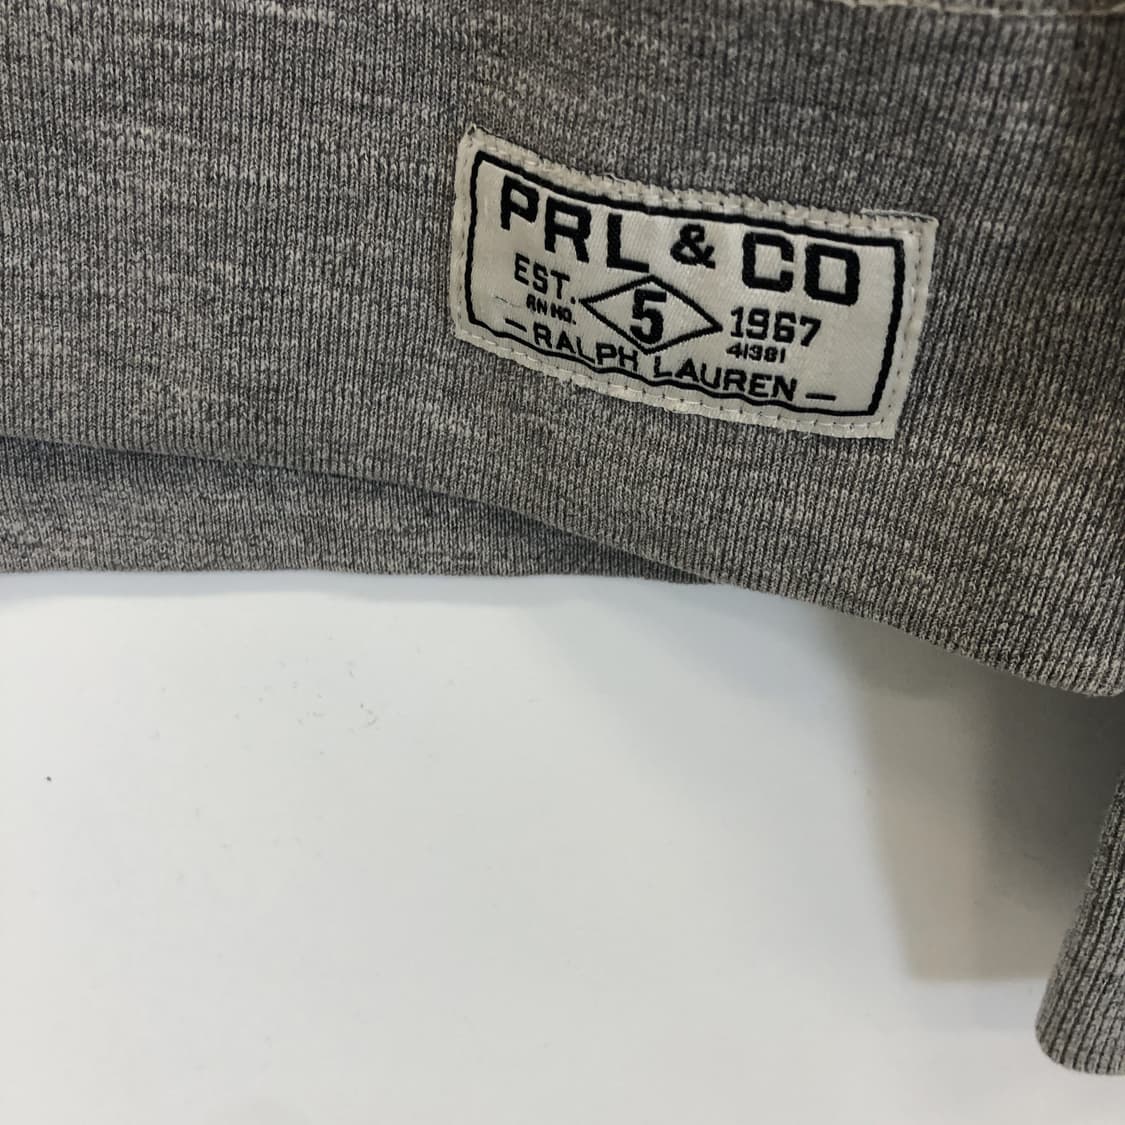 PRL & CO
EST. 5 1967
RN NO. 41381
— RALPH LAUREN —